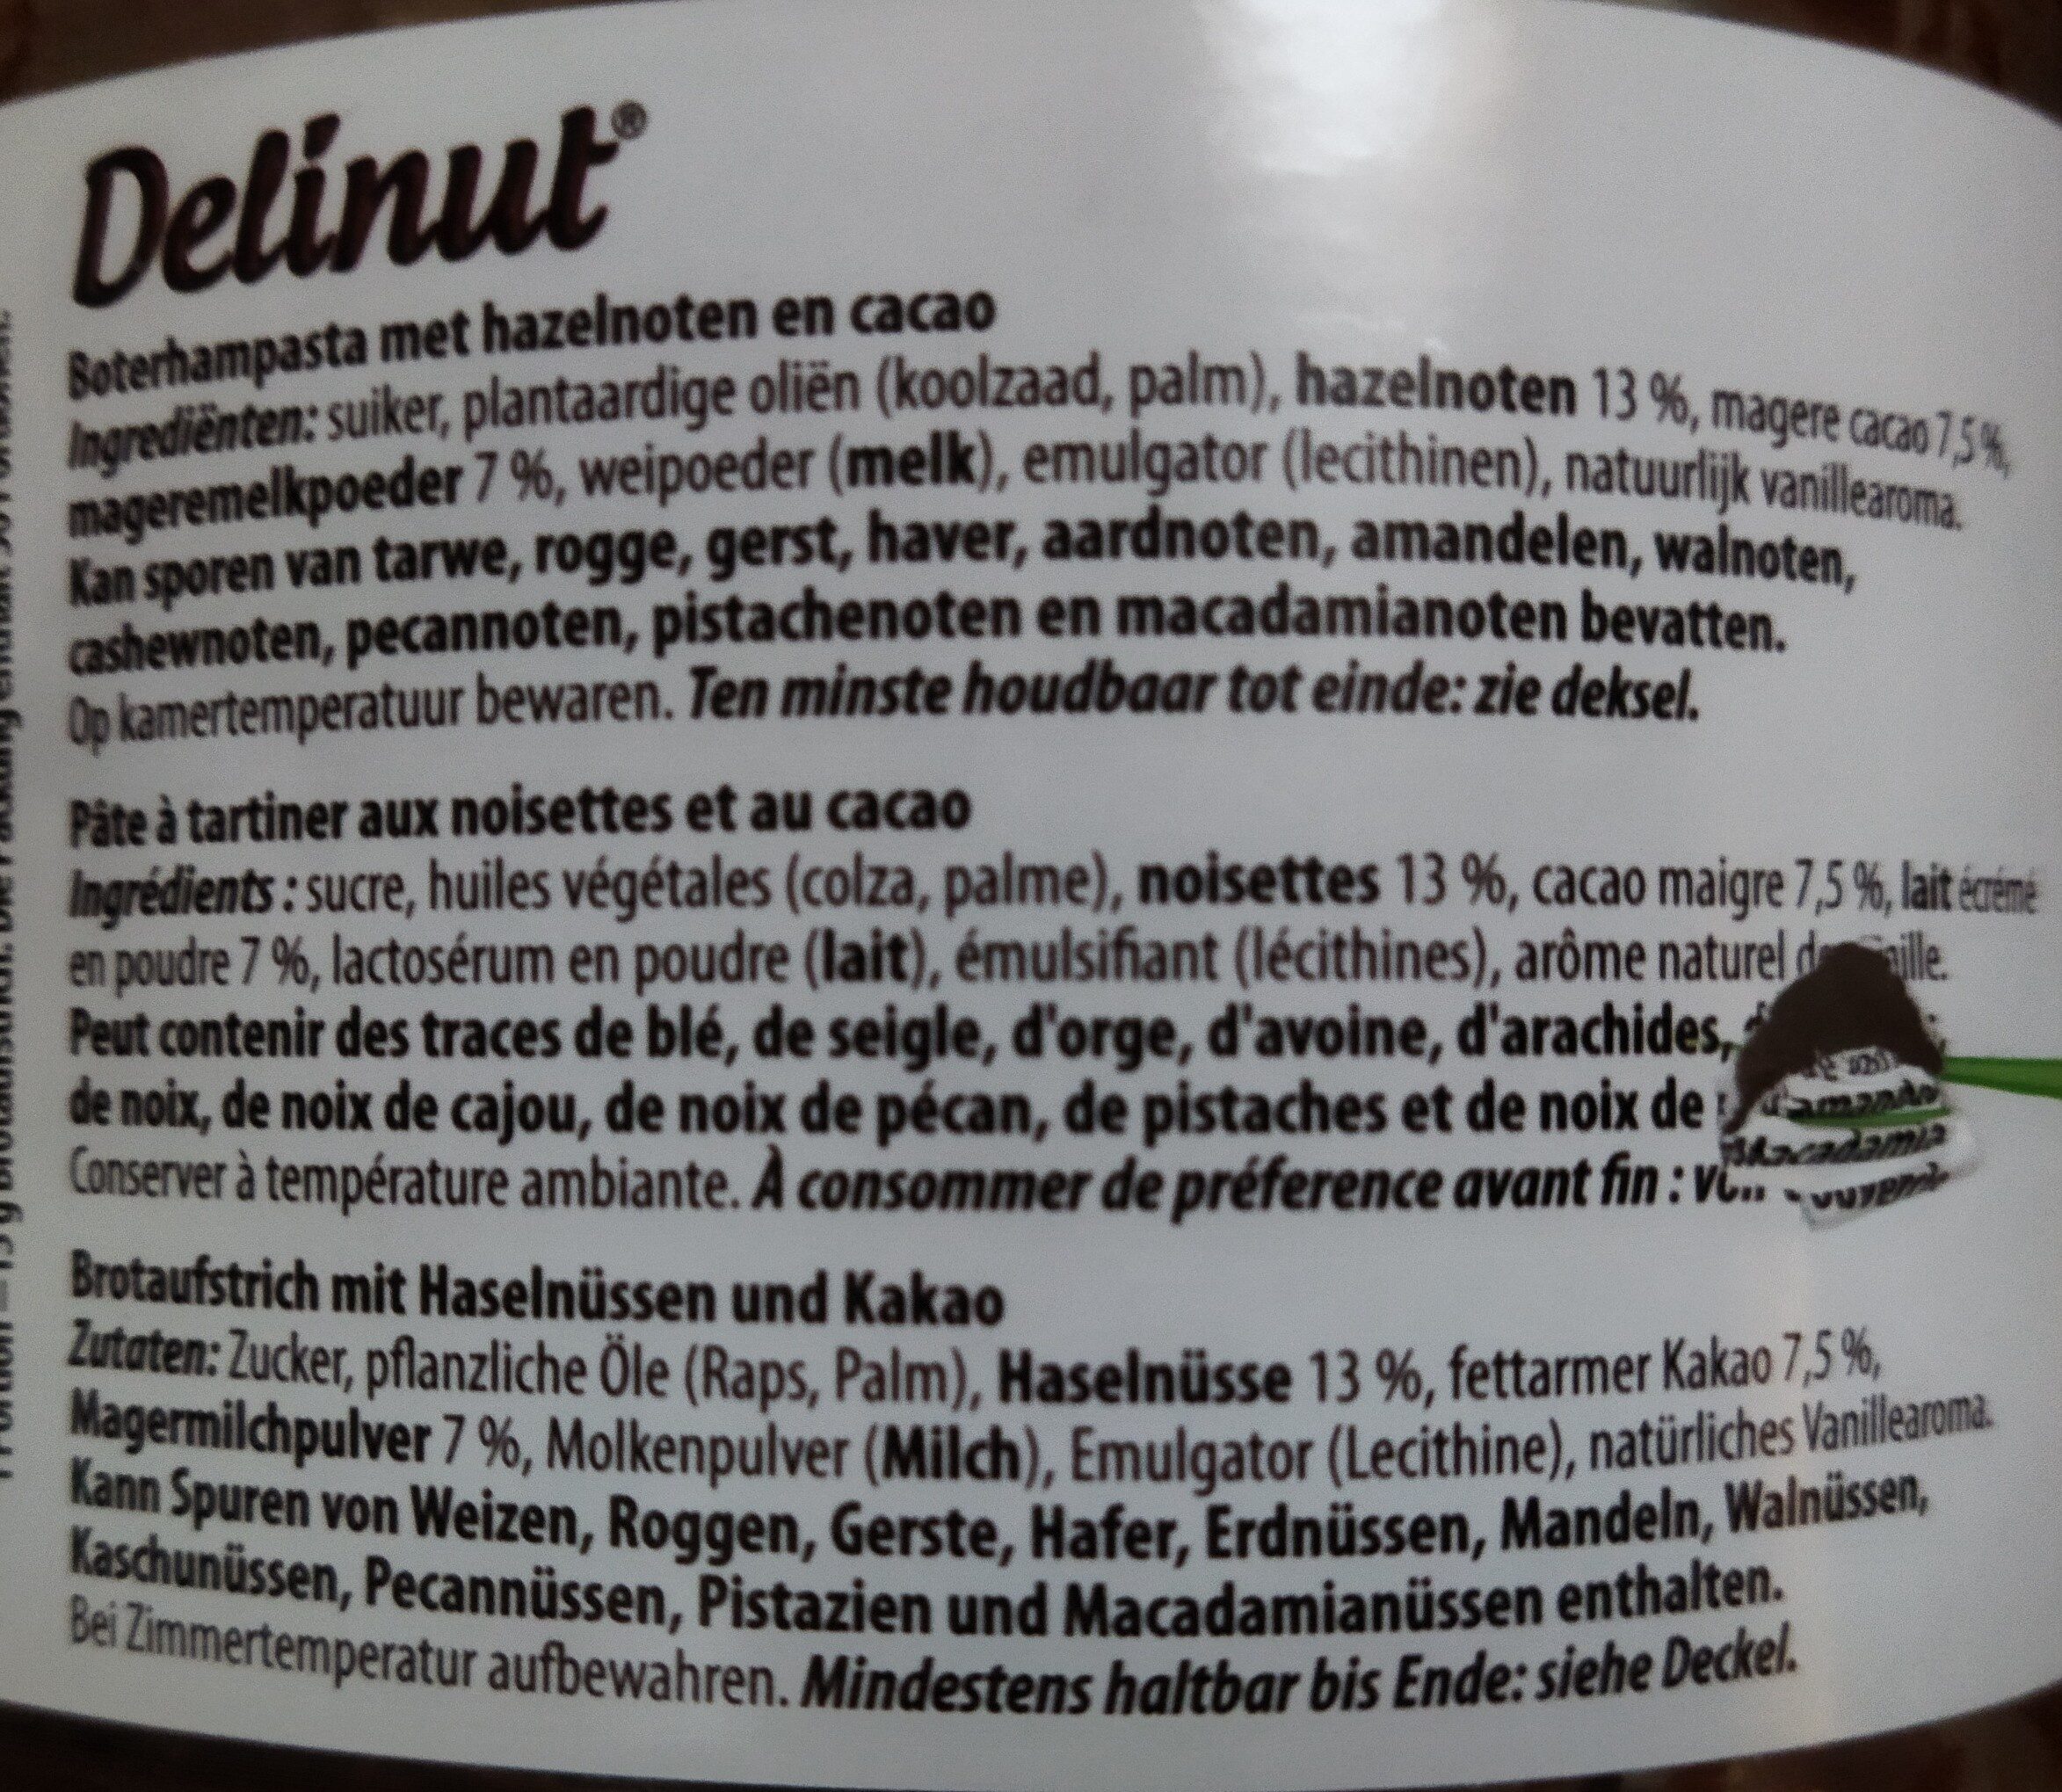 Delinut®
Boterhampasta met hazelnoten en cacao
Ingrediënten: suiker, plantaardige oliën (koolzaad, palm), hazelnoten 13 %, magere cacao 7,5 %,
mageremelkpoeder 7 %, weipoeder (melk), emulgator (lecithinen), natuurlijk vanillearoma.
Kan sporen van tarwe, rogge, gerst, haver, aardnoten, amandelen, walnoten,
cashewnoten, pecannoten, pistachenoten en macadamianoten bevatten.
Op kamertemperatuur bewaren. Ten minste houdbaar tot einde: zie deksel.
Pâte à tartiner aux noisettes et au cacao
Ingrédients : sucre, huiles végétales (colza, palme), noisettes 13 %, cacao maigre 7,5 %, lait écrémé
en poudre 7 %, lactosérum en poudre (lait), émulsifiant (lécithines), arôme naturel
Peut contenir des traces de blé, de seigle, d'orge, d'avoine, d'arachides,
de noix, de noix de cajou, de noix de pécan, de pistaches et de noix de Macadamia
Conserver à température ambiante. À consommer de préference avant fin :
Brotaufstrich mit Haselnüssen und Kakao
Zutaten: Zucker, pflanzliche Öle (Raps, Palm), Haselnüsse 13 %, fettarmer Kakao 7,5 %,
Magermilchpulver 7 %, Molkenpulver (Milch), Emulgator (Lecithine), natürliches Vanillearoma.
Kann Spuren von Weizen, Roggen, Gerste, Hafer, Erdnüssen, Mandeln, Walnüssen,
Kaschunüssen, Pecannüssen, Pistazien und Macadamianüssen enthalten.
Bei Zimmertemperatur aufbewahren. Mindestens haltbar bis Ende: siehe Deckel.